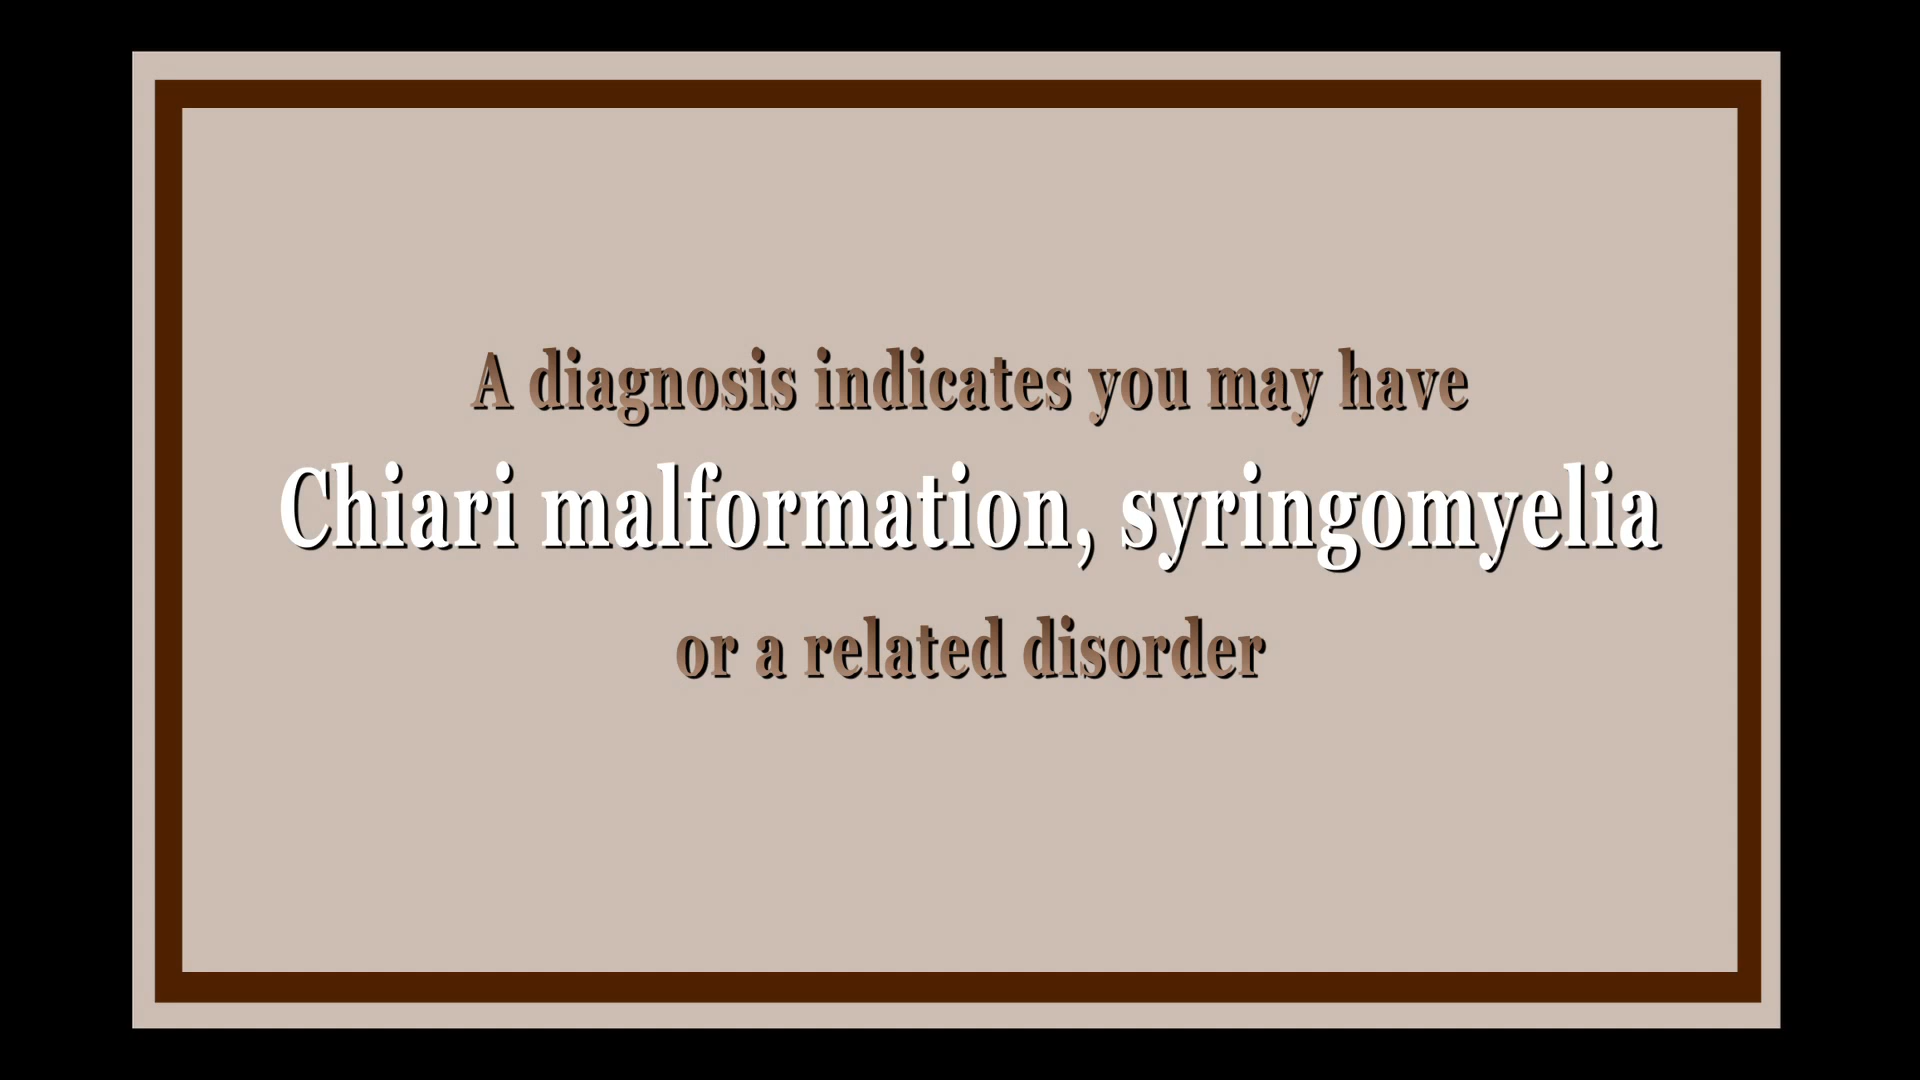 A diagnosis indicates you may have
Chiari malformation, syringomyelia
or a related disorder